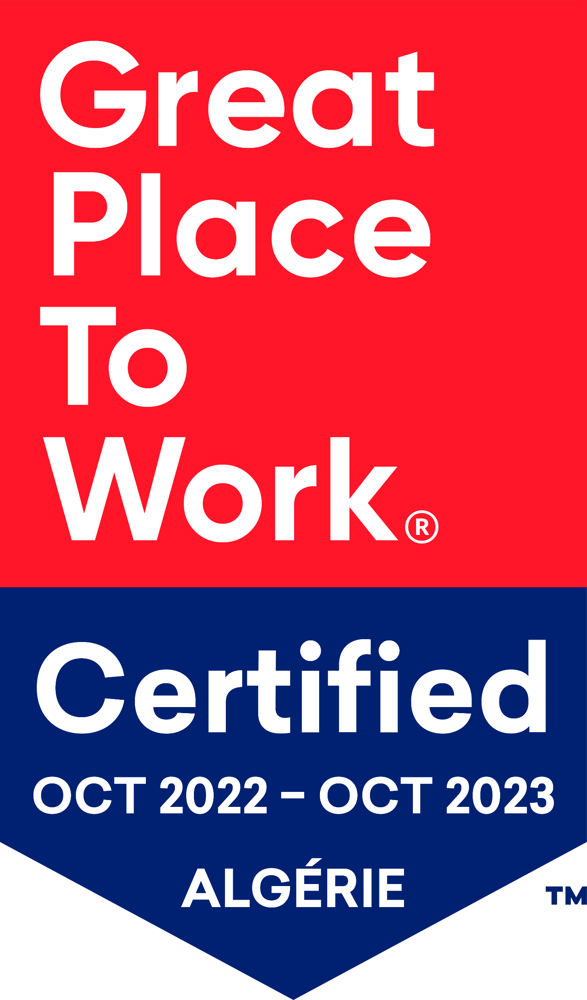 Great
Place
To
Work®
Certified
OCT 2022 – OCT 2023
ALGÉRIE
™